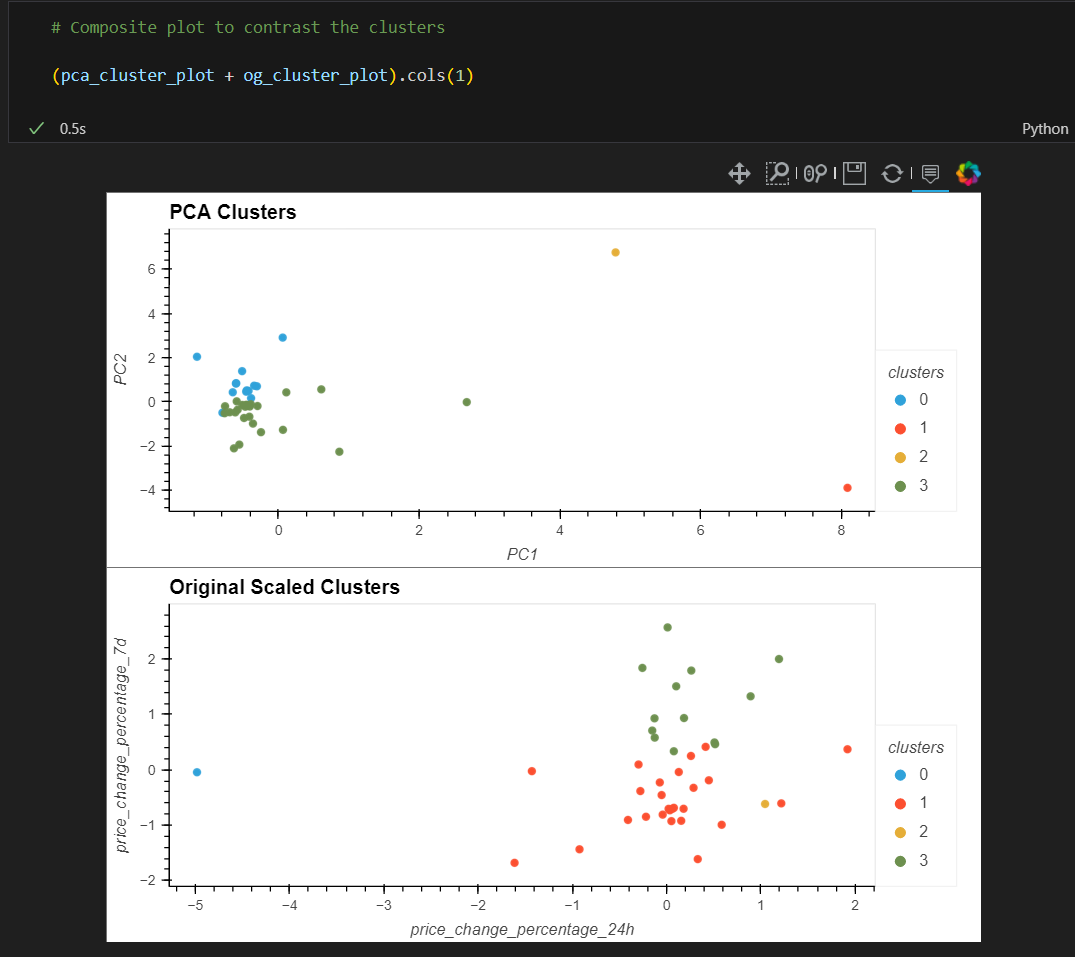 # Composite plot to contrast the clusters
(pca_cluster_plot + og_cluster_plot).cols(1)
0.5s
Python
PCA Clusters
6
4
2
0
−2
−4
PC2
0
2
4
6
8
PC1
clusters
0
1
2
3
Original Scaled Clusters
2
1
0
−1
−2
price_change_percentage_7d
−5
−4
−3
−2
−1
0
1
2
price_change_percentage_24h
clusters
0
1
2
3